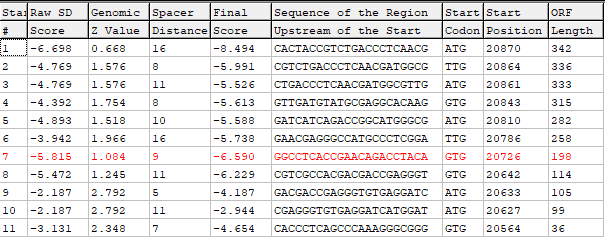 Star Raw SD Genomic Spacer Final Sequence of the Region Start Start ORF
# Score Z Value Distance Score Upstream of the Start Codon Position Length
1 -6.698 0.668 16 -8.494 CACTACCGTCTGACCCTCAACG ATG 20870 342
2 -4.769 1.576 8 -5.991 CGTCTGACCCTCAACGATGGCG TTG 20864 336
3 -4.769 1.576 11 -5.526 CTGACCCTCAACGATGGCGTTG ATG 20861 333
4 -4.392 1.754 8 -5.613 GTTGATGTATGCGAGGCACAAG GTG 20843 315
5 -4.893 1.518 10 -5.588 GATCATCAGACCGGCATGGGCG ATG 20810 282
6 -3.942 1.966 16 -5.738 GAACGAGGGCCATGCCCTCGGA TTG 20786 258
7 -5.815 1.084 9 -6.590 GGCCTCACCGAACAGACCTACA GTG 20726 198
8 -5.472 1.245 11 -6.229 CGTCGCCACGACGACCGAGGGT GTG 20642 114
9 -2.187 2.792 5 -4.187 GACGACCGAGGGTGTGAGGATC ATG 20633 105
10 -2.187 2.792 11 -2.944 CGAGGGTGTGAGGATCATGGAT ATG 20627 99
11 -3.131 2.348 7 -4.654 CACCCTCAGCCCAAAGGGCGGG GTG 20564 36